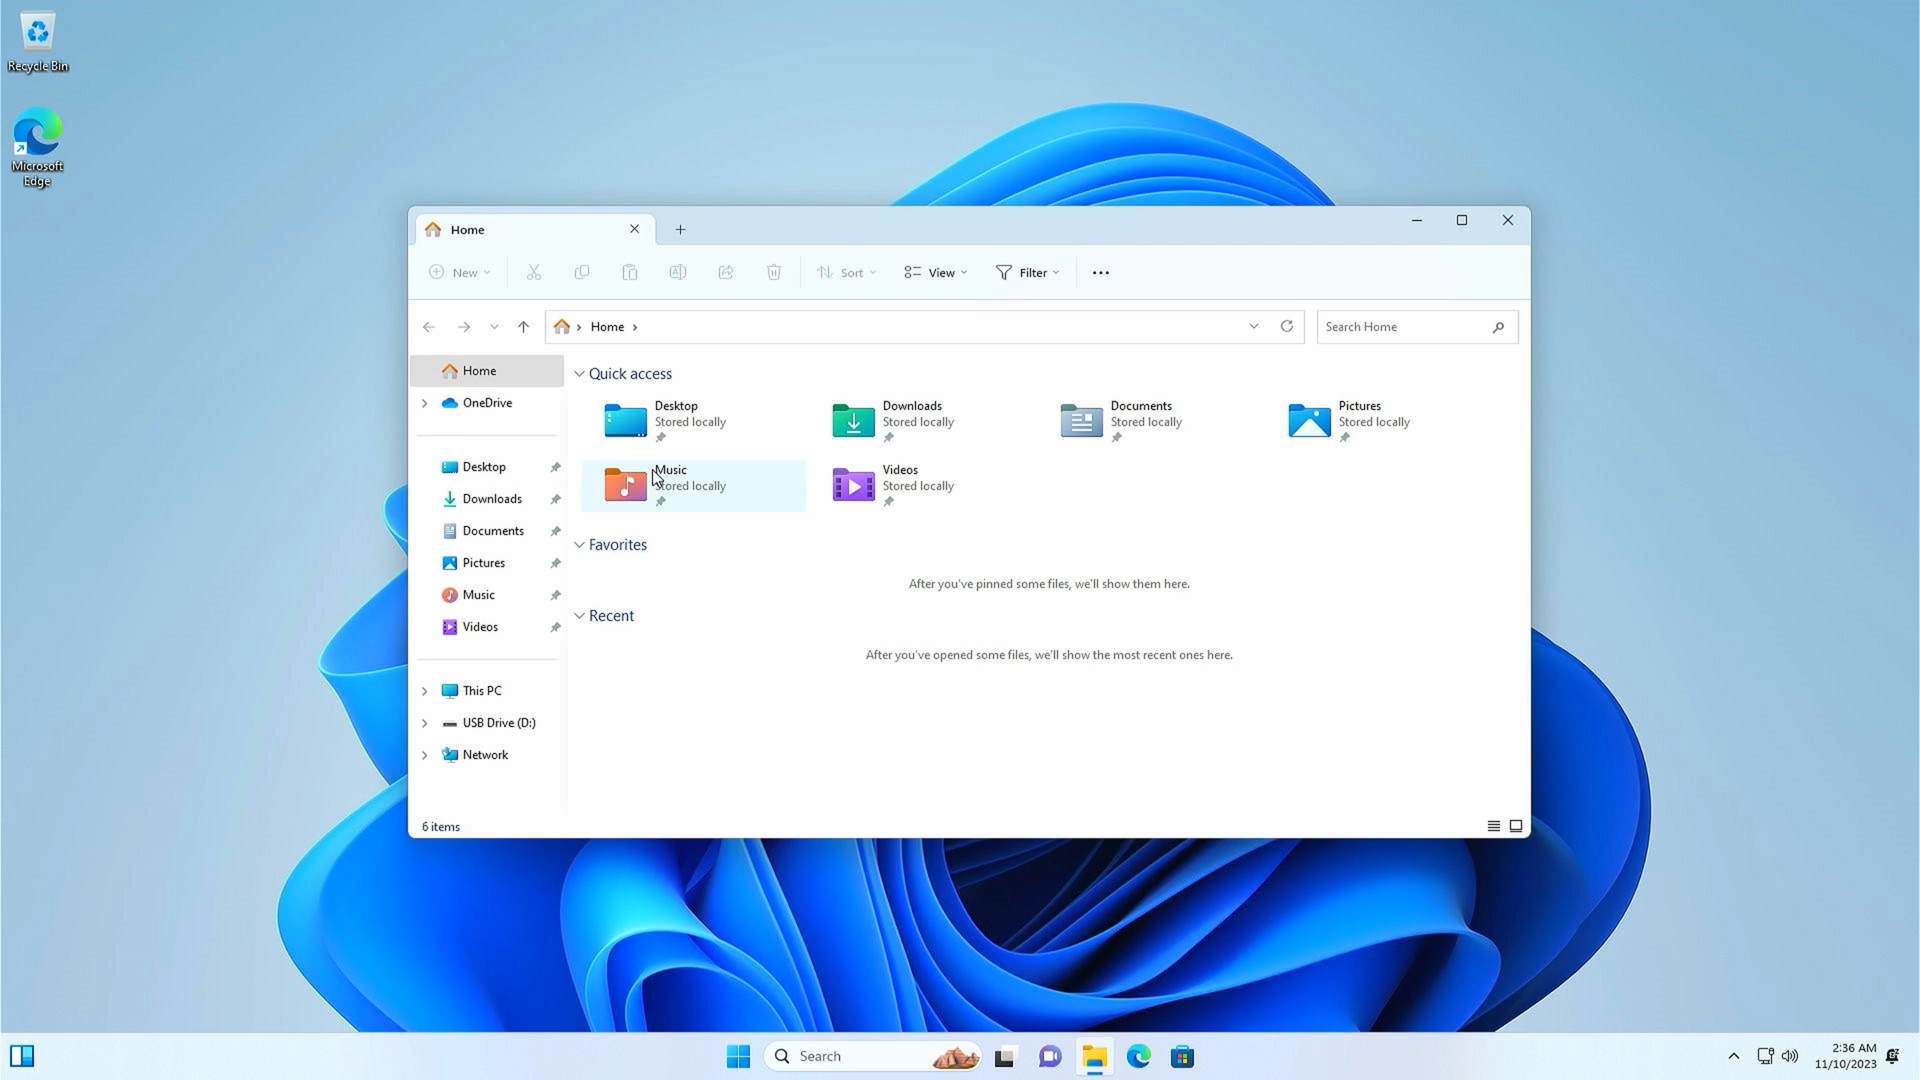 Recycle Bin
Microsoft
Edge
Home
New
Sort
View
Filter
Home
Search Home
Home
OneDrive
Desktop
Downloads
Documents
Pictures
Music
Videos
This PC
USB Drive (D:)
Network
Quick access
Desktop
Stored locally
Downloads
Stored locally
Documents
Stored locally
Pictures
Stored locally
Music
Stored locally
Videos
Stored locally
Favorites
After you've pinned some files, we'll show them here.
Recent
After you've opened some files, we'll show the most recent ones here.
6 items
Search
2:36 AM
11/10/2023